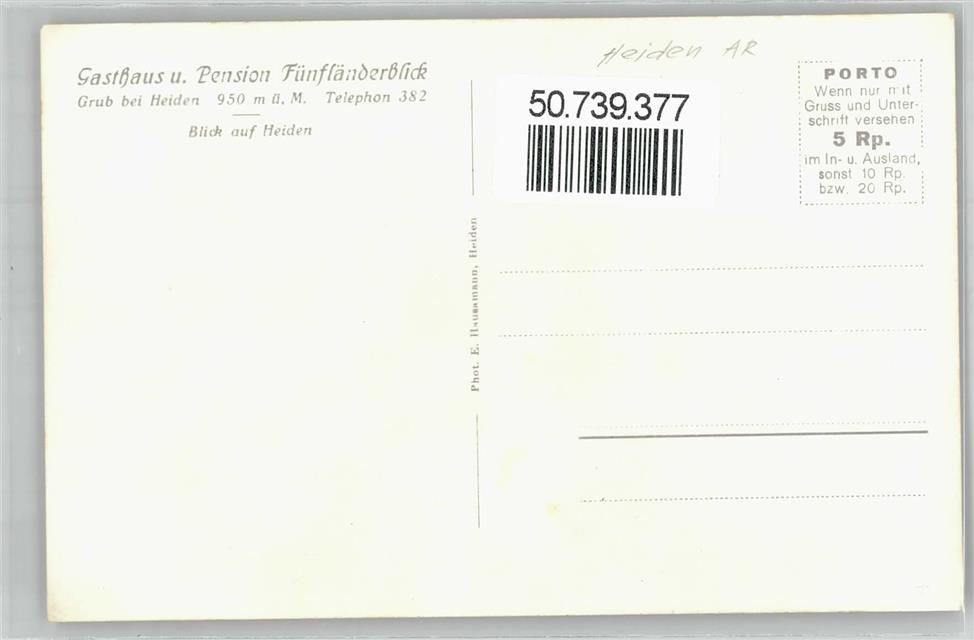 Gasthaus u. Pension Fünfländerblick
Grub bei Heiden 950 m ü. M. Telephon 382
Blick auf Heiden
Phot. E. Hausamann, Heiden
Heiden AR
50.739.377
PORTO
Wenn nur mit
Gruss und Unter-
schrift versehen
5 Rp.
im In- u. Ausland,
sonst 10 Rp.
bzw. 20 Rp.